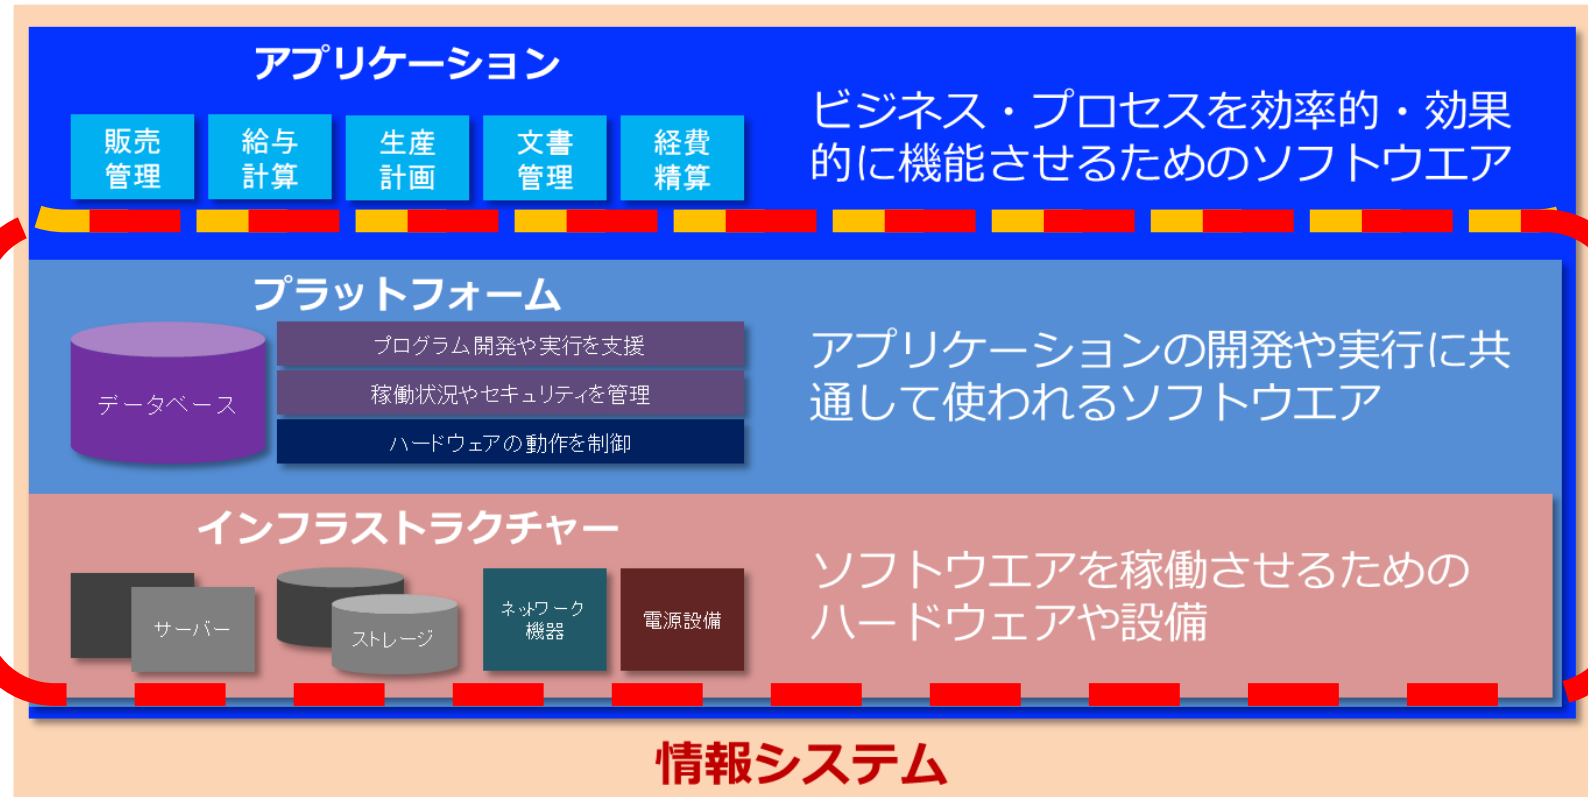 アプリケーション
販売
管理
給与
計算
生産
計画
文書
管理
経費
精算
ビジネス・プロセスを効率的・効果
的に機能させるためのソフトウエア
プラットフォーム
データベース
プログラム開発や実行を支援
稼働状況やセキュリティを管理
ハードウェアの動作を制御
アプリケーションの開発や実行に共
通して使われるソフトウエア
インフラストラクチャー
サーバー
ストレージ
ネットワーク
機器
電源設備
ソフトウエアを稼働させるための
ハードウェアや設備
情報システム